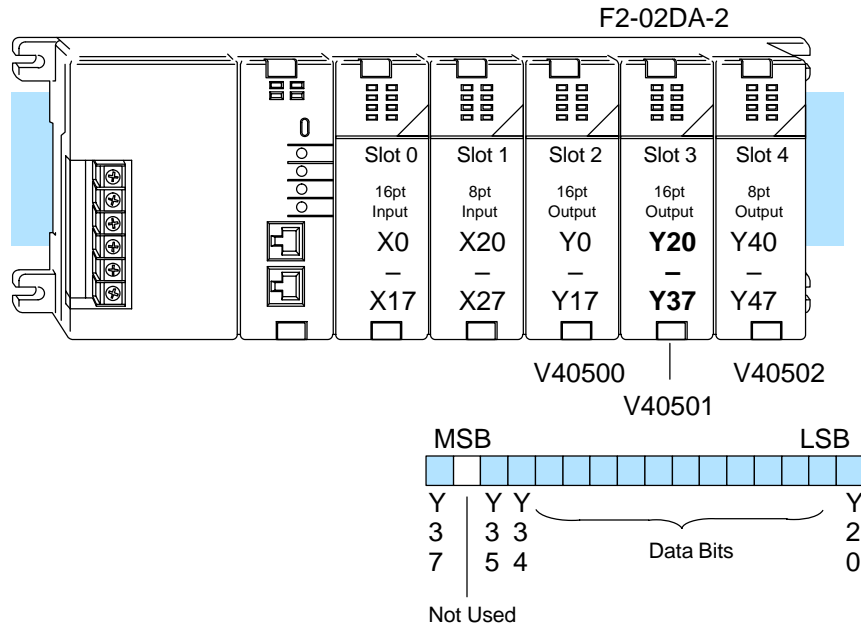 F2-02DA-2
Slot 0 Slot 1 Slot 2 Slot 3 Slot 4
16pt 8pt 16pt 16pt 8pt
Input Input Output Output Output
X0 X20 Y0 Y20 Y40
– – – – –
X17 X27 Y17 Y37 Y47
V40500 V40502
V40501
MSB LSB
Y Y Y Y
3 3 3 2
7 5 4 0
Data Bits
Not Used